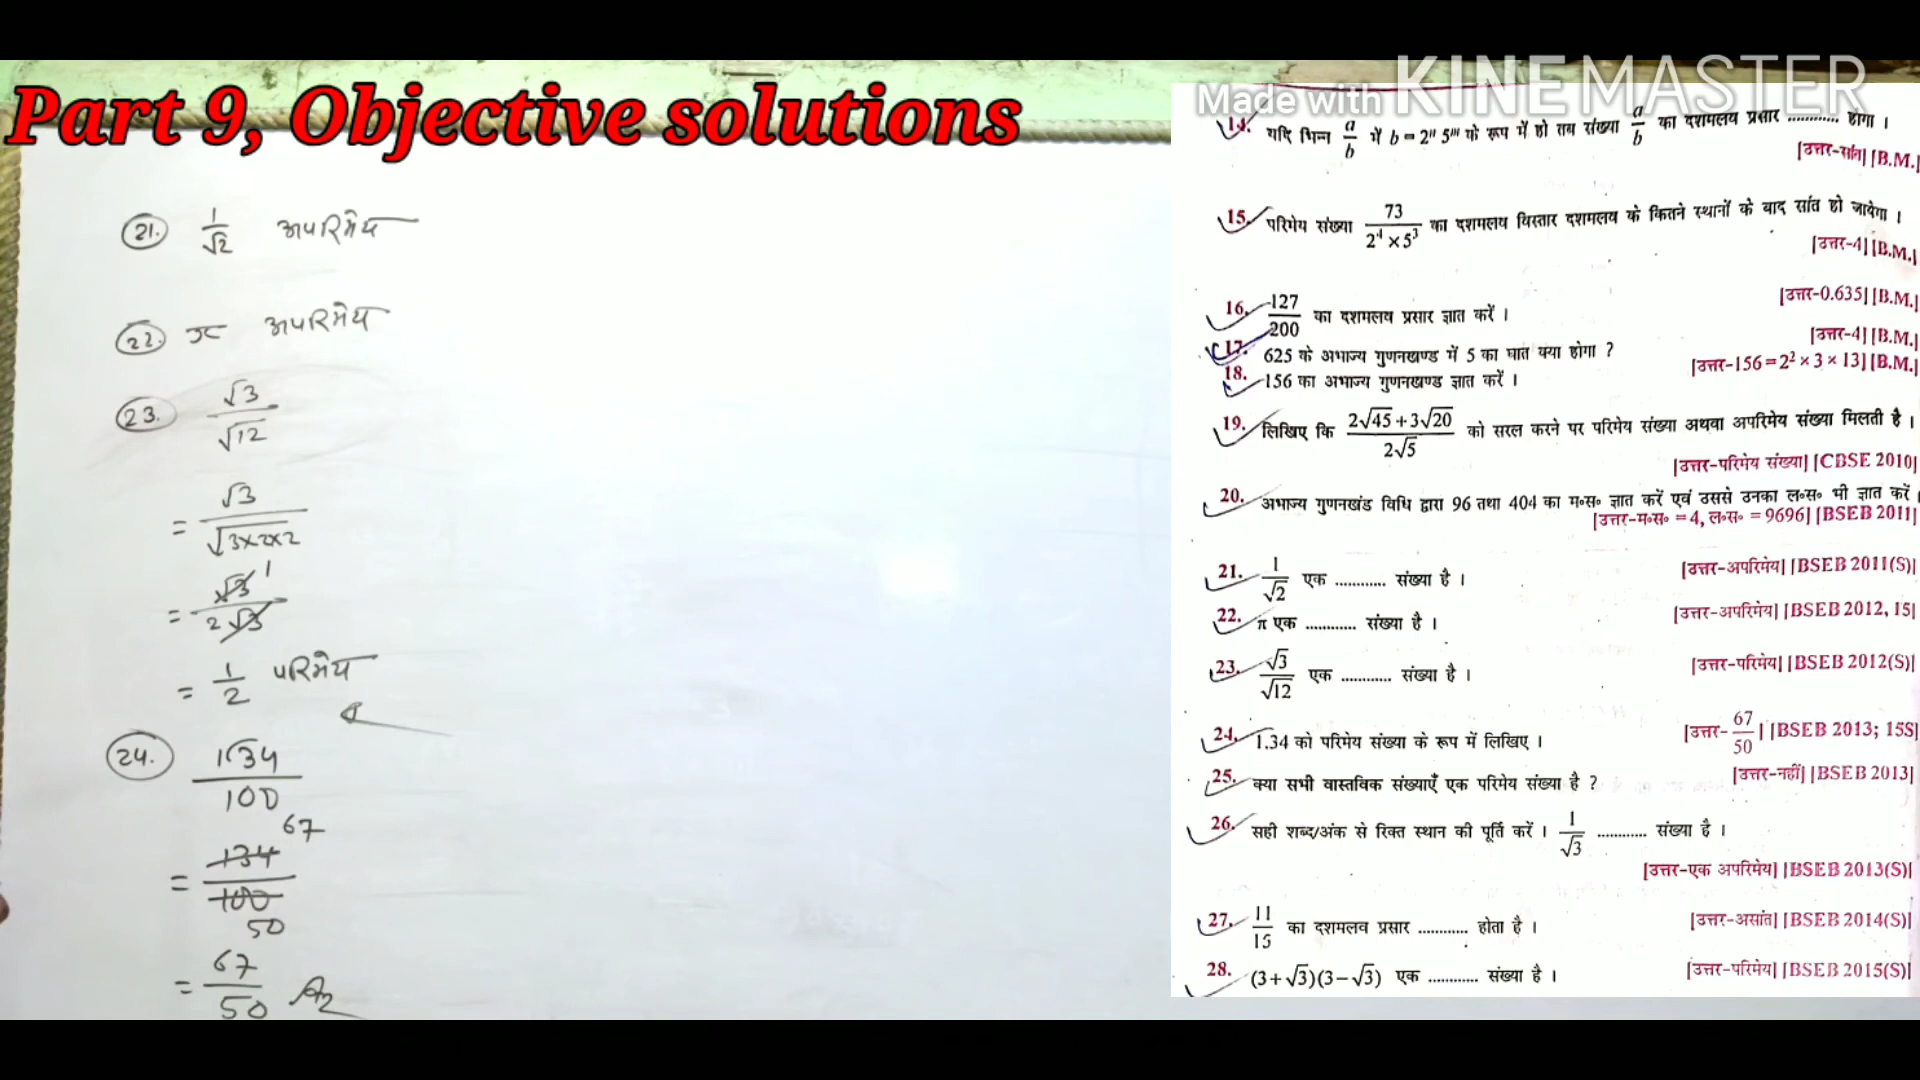 Part 9, Objective solutions
Made with KINEMASTER
21. 1/√2 अपरिमेय
22. π अपरिमेय
23. √3/√12
= √3/√3×2×2
= √3 1/2√3
= 1/2 परिमेय
24. 134/100
67
= 134/100
50
= 67/50
14. यदि भिन्न a/b में b = 2ⁿ 5ᵐ के रूप में हो तब संख्या a/b का दशमलव प्रसार ............ होगा ।
[उत्तर-सांत] [B.M.]
15. परिमेय संख्या 73/2⁴ × 5³ का दशमलव विस्तार दशमलव के कितने स्थानों के बाद सांत हो जायेगा ।
[उत्तर-4] [B.M.]
16. 127/200 का दशमलव प्रसार ज्ञात करें ।
[उत्तर-0.635] [B.M.]
17. 625 के अभाज्य गुणनखण्ड में 5 का घात क्या होगा ?
[उत्तर-4] [B.M.]
18. 156 का अभाज्य गुणनखण्ड ज्ञात करें ।
[उत्तर-156 = 2² × 3 × 13] [B.M.]
19. लिखिए कि 2√45 + 3√20/2√5 को सरल करने पर परिमेय संख्या अथवा अपरिमेय संख्या मिलती है ।
[उत्तर-परिमेय संख्या] [CBSE 2010]
20. अभाज्य गुणनखंड विधि द्वारा 96 तथा 404 का म०स० ज्ञात करें एवं उससे उनका ल०स० भी ज्ञात करें ।
[उत्तर-म०स० = 4, ल०स० = 9696] [BSEB 2011]
21. 1/√2 एक ............ संख्या है ।
[उत्तर-अपरिमेय] [BSEB 2011(S)]
22. π एक ............ संख्या है ।
[उत्तर-अपरिमेय] [BSEB 2012, 15]
23. √3/√12 एक ............ संख्या है ।
[उत्तर-परिमेय] [BSEB 2012(S)]
24. 1.34 को परिमेय संख्या के रूप में लिखिए ।
[उत्तर-67/50] [BSEB 2013; 15S]
25. क्या सभी वास्तविक संख्याएँ एक परिमेय संख्या है ?
[उत्तर-नहीं] [BSEB 2013]
26. सही शब्द/अंक से रिक्त स्थान की पूर्ति करें । 1/√3 ............ संख्या है ।
[उत्तर-एक अपरिमेय] [BSEB 2013(S)]
27. 11/15 का दशमलव प्रसार ............ होता है ।
[उत्तर-असांत] [BSEB 2014(S)]
28. (3+√3)(3−√3) एक ............ संख्या है ।
[उत्तर-परिमेय] [BSEB 2015(S)]